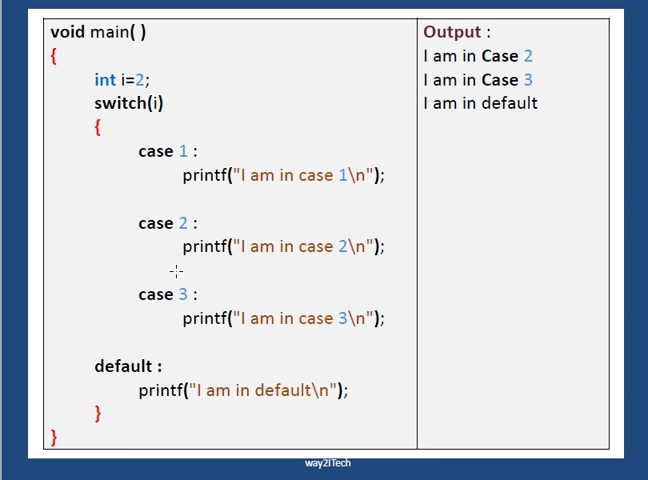 void main( )
{
int i=2;
switch(i)
{
case 1 :
printf("I am in case 1\n");
case 2 :
printf("I am in case 2\n");
case 3 :
printf("I am in case 3\n");
default :
printf("I am in default\n");
}
}
Output :
I am in Case 2
I am in Case 3
I am in default
way2ITech